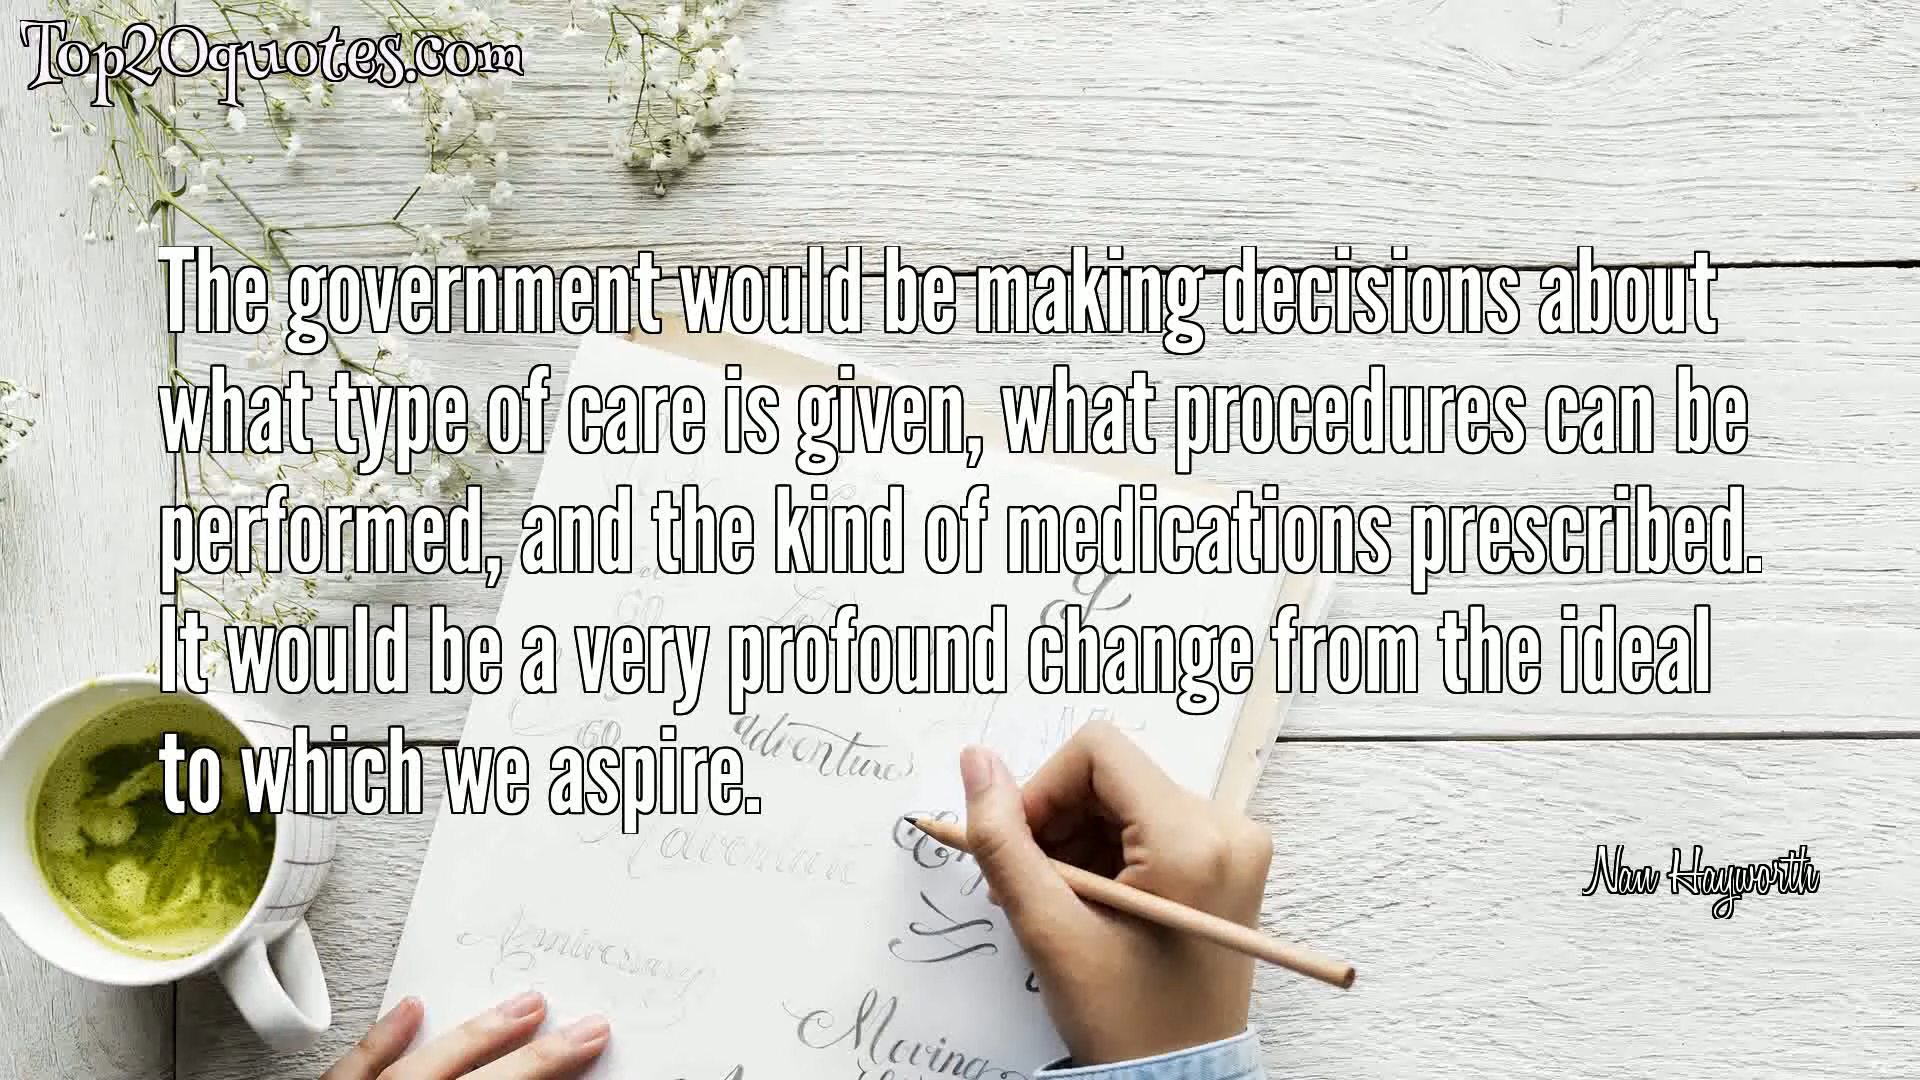 Top20quotes.com
The government would be making decisions about
what type of care is given, what procedures can be
performed, and the kind of medications prescribed.
It would be a very profound change from the ideal
to which we aspire.
adventure
Nan Hayworth
Anniversary
Moving